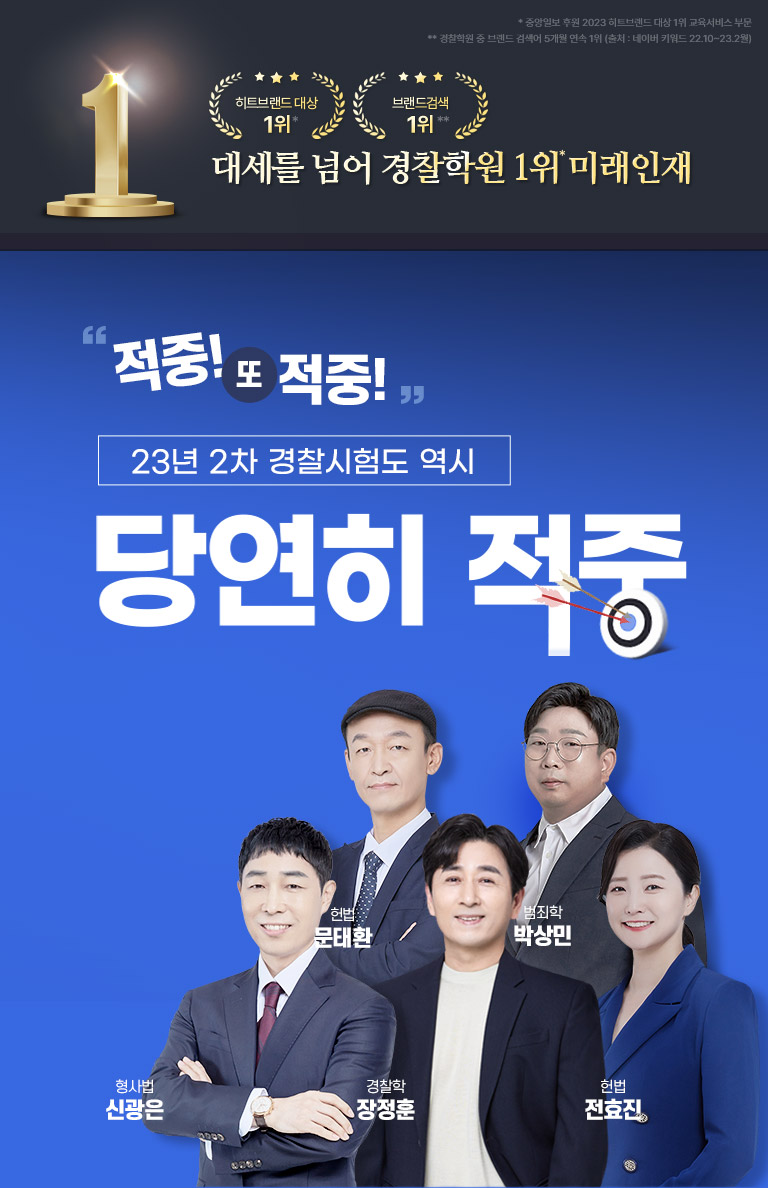 * 중앙일보 후원 2023 히트브랜드 대상 1위 교육서비스 부문
** 경찰학원 중 브랜드 검색어 5개월 연속 1위 (출처 : 네이버 키워드 22.10~23.2월)
1
히트브랜드 대상
1위*
브랜드검색
1위**
대세를 넘어 경찰학원 1위* 미래인재
“적중! 또 적중!”
23년 2차 경찰시험도 역시
당연히 적중
헌법
문태환
범죄학
박상민
형사법
신광은
경찰학
장정훈
헌법
전효진